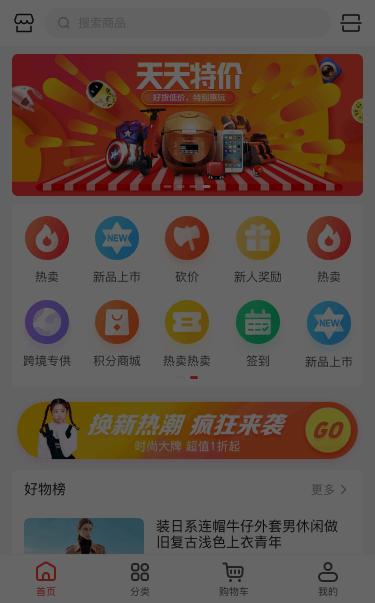 搜索商品
天天特价
好货低价，特别惠玩
热卖
新品上市
砍价
新人奖励
热卖
NEW
NEW
跨境专供
积分商城
热卖热卖
签到
新品上市
换新热潮 疯狂来袭
时尚大牌 超值1折起
GO
好物榜
更多
装日系连帽牛仔外套男休闲做
旧复古浅色上衣青年
首页
分类
购物车
我的